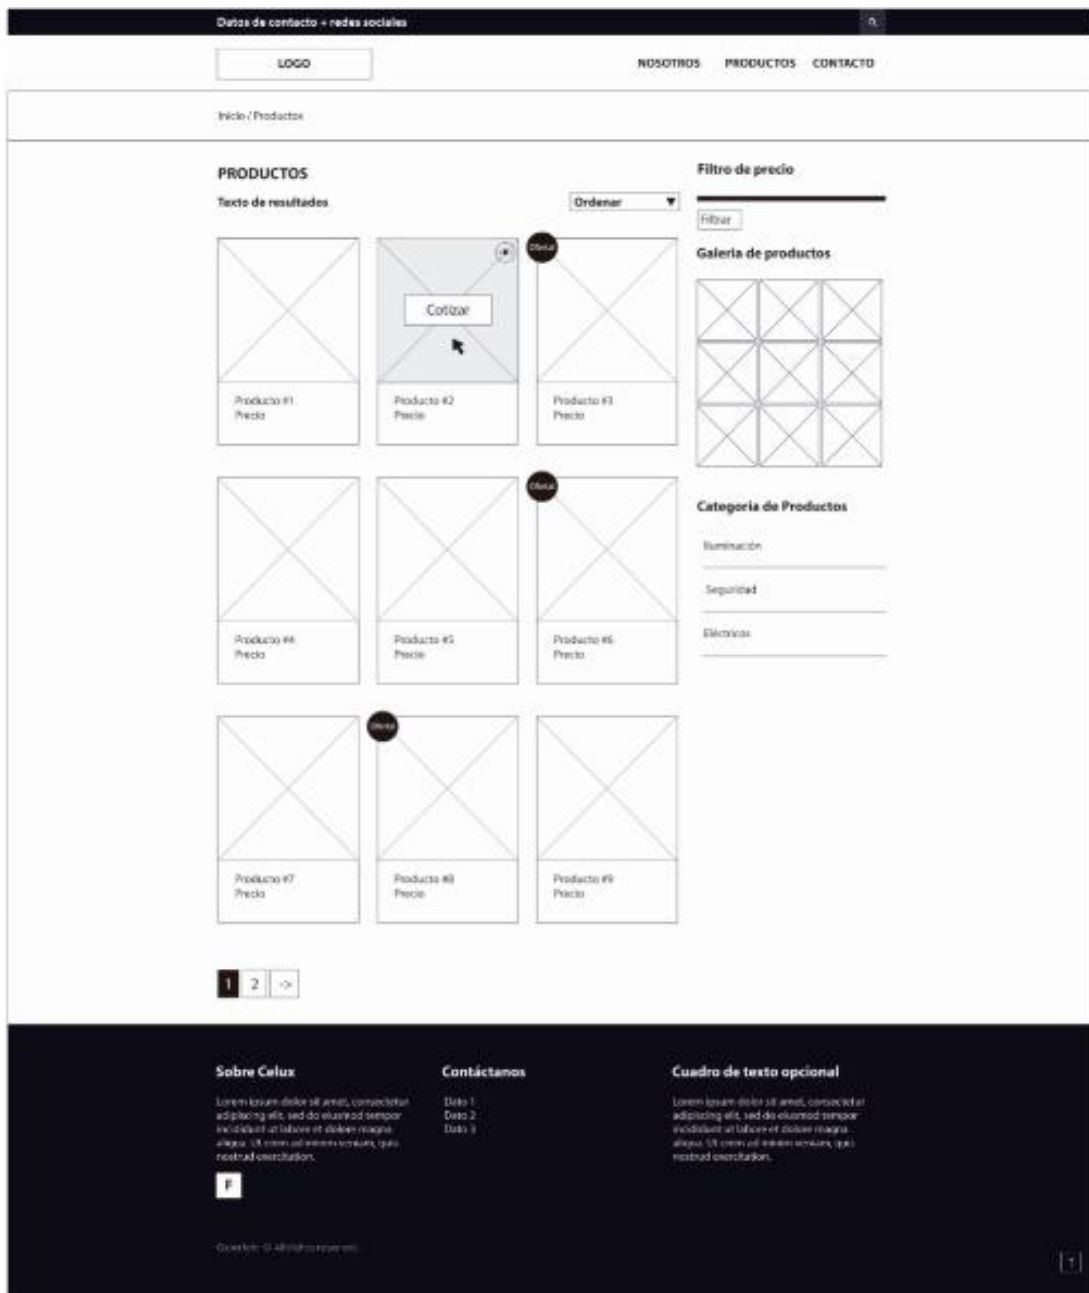 Datos de contacto + redes sociales
LOGO
NOSOTROS PRODUCTOS CONTACTO
Inicio / Productos
PRODUCTOS
Texto de resultados
Ordenar
Producto #1
Precio
Cotizar
Producto #2
Precio
Oferta!
Producto #3
Precio
Producto #4
Precio
Producto #5
Precio
Oferta!
Producto #6
Precio
Producto #7
Precio
Oferta!
Producto #8
Precio
Producto #9
Precio
1 2 ->
Filtro de precio
Filtrar
Galería de productos
Categoría de Productos
Iluminación
Seguridad
Eléctricos
Sobre Celux
Lorem ipsum dolor sit amet, consectetur
adipiscing elit, sed do eiusmod tempor
incididunt ut labore et dolore magna
aliqua. Ut enim ad minim veniam, quis
nostrud exercitation.
F
Contáctanos
Dato 1
Dato 2
Dato 3
Cuadro de texto opcional
Lorem ipsum dolor sit amet, consectetur
adipiscing elit, sed do eiusmod tempor
incididunt ut labore et dolore magna
aliqua. Ut enim ad minim veniam, quis
nostrud exercitation.